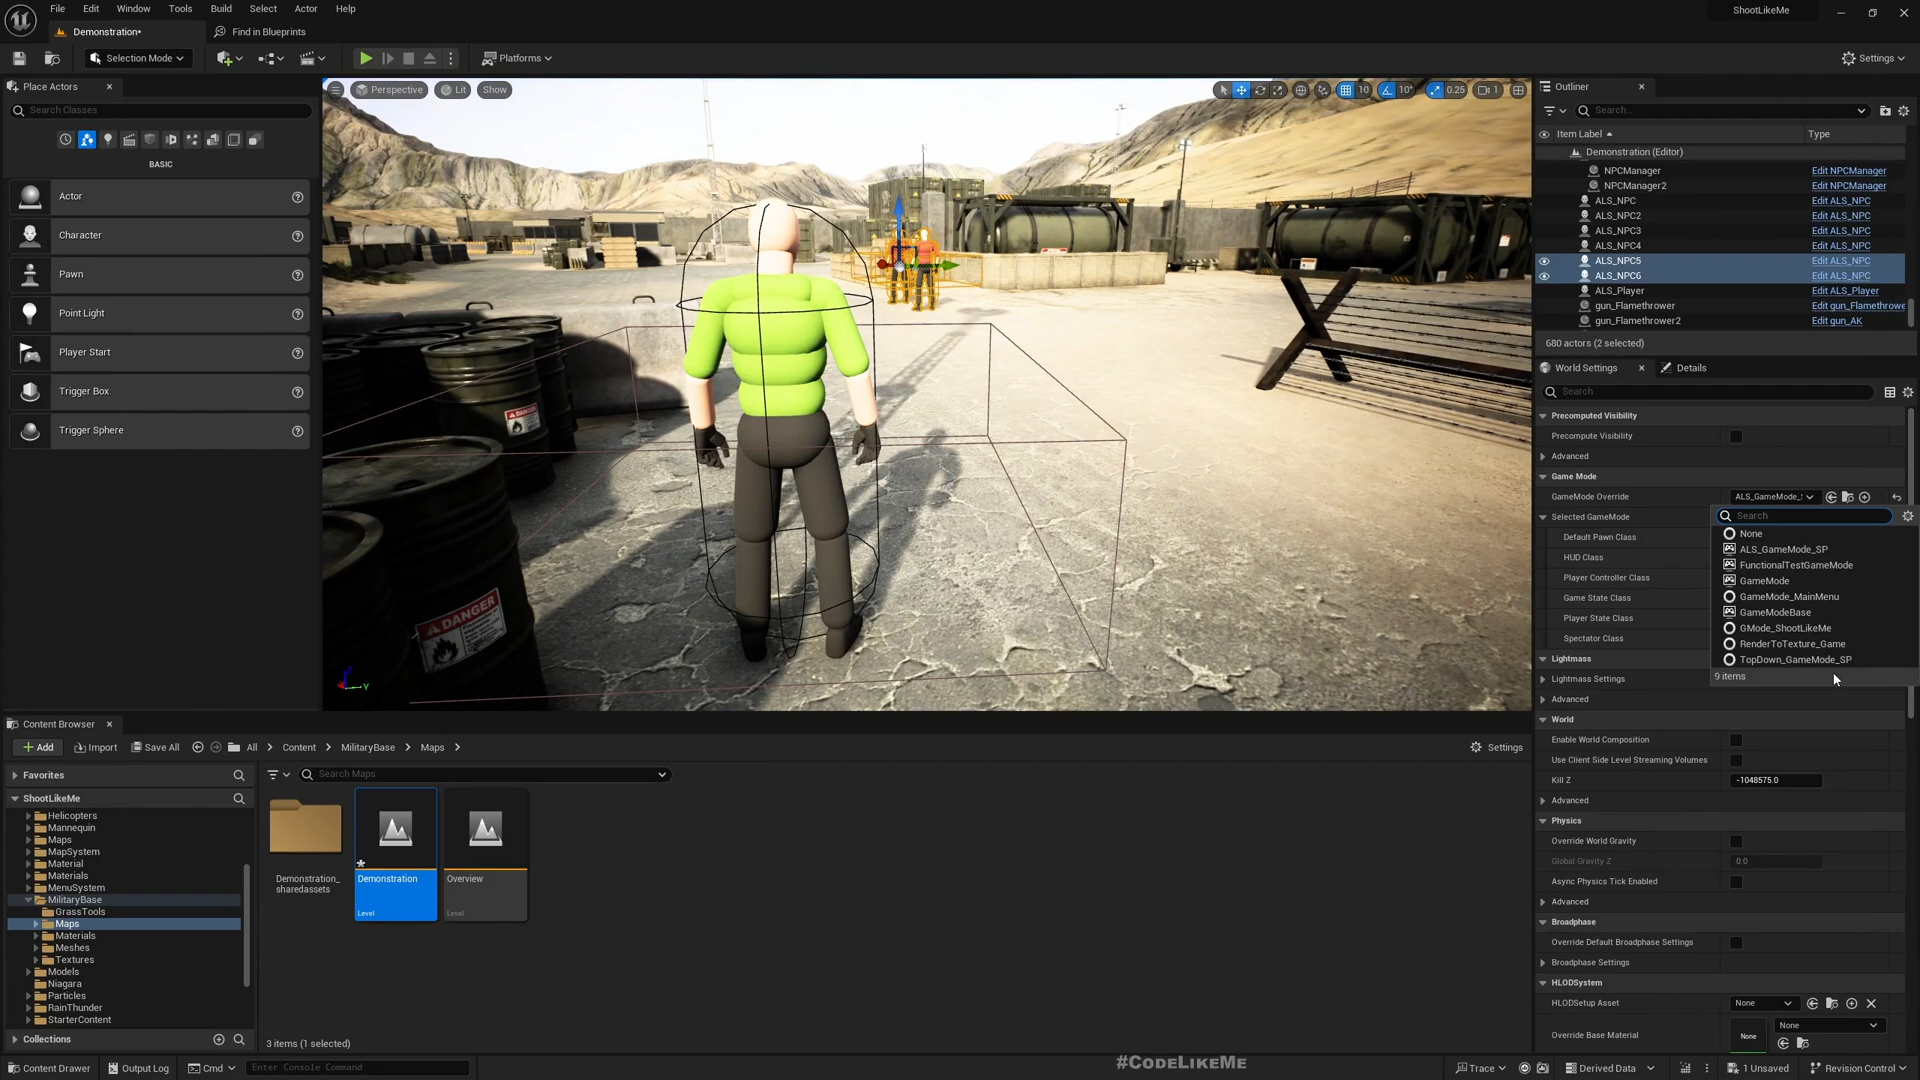 File Edit Window Tools Build Select Actor Help
ShootLikeMe
Demonstration*
Find in Blueprints
Selection Mode
Platforms
Settings
Place Actors
Search Classes
BASIC
Actor
Character
Pawn
Point Light
Player Start
Trigger Box
Trigger Sphere
Perspective
Lit
Show
10
10°
0.25
1
DANGER
DANGER
Z
Y
Outliner
Search...
Item Label
Type
Demonstration (Editor)
NPCManager Edit NPCManager
NPCManager2 Edit NPCManager
ALS_NPC Edit ALS_NPC
ALS_NPC2 Edit ALS_NPC
ALS_NPC3 Edit ALS_NPC
ALS_NPC4 Edit ALS_NPC
ALS_NPC5 Edit ALS_NPC
ALS_NPC6 Edit ALS_NPC
ALS_Player Edit ALS_Player
gun_Flamethrower Edit gun_Flamethrowe
gun_Flamethrower2 Edit gun_AK
680 actors (2 selected)
World Settings
Details
Search
Precomputed Visibility
Precompute Visibility
Advanced
Game Mode
GameMode Override ALS_GameMode_S
Selected GameMode
Default Pawn Class
HUD Class
Player Controller Class
Game State Class
Player State Class
Spectator Class
Search
None
ALS_GameMode_SP
FunctionalTestGameMode
GameMode
GameMode_MainMenu
GameModeBase
GMode_ShootLikeMe
RenderToTexture_Game
TopDown_GameMode_SP
9 items
Lightmass
Lightmass Settings
Advanced
World
Enable World Composition
Use Client Side Level Streaming Volumes
Kill Z -1048575.0
Advanced
Physics
Override World Gravity
Global Gravity Z 0.0
Async Physics Tick Enabled
Advanced
Broadphase
Override Default Broadphase Settings
Broadphase Settings
HLODSystem
HLODSetup Asset None
Override Base Material None None
Content Browser
Add
Import
Save All
All Content MilitaryBase Maps
Settings
Favorites
ShootLikeMe
Helicopters
Mannequin
Maps
MapSystem
Material
Materials
MenuSystem
MilitaryBase
GrassTools
Maps
Materials
Meshes
Textures
Models
Niagara
Particles
RainThunder
StarterContent
Collections
Search Maps
Demonstration_
sharedassets
Demonstration
Level
Overview
Level
3 items (1 selected)
#CodeLikeMe
Content Drawer
Output Log
Cmd
Enter Console Command
Trace
Derived Data
1 Unsaved
Revision Control